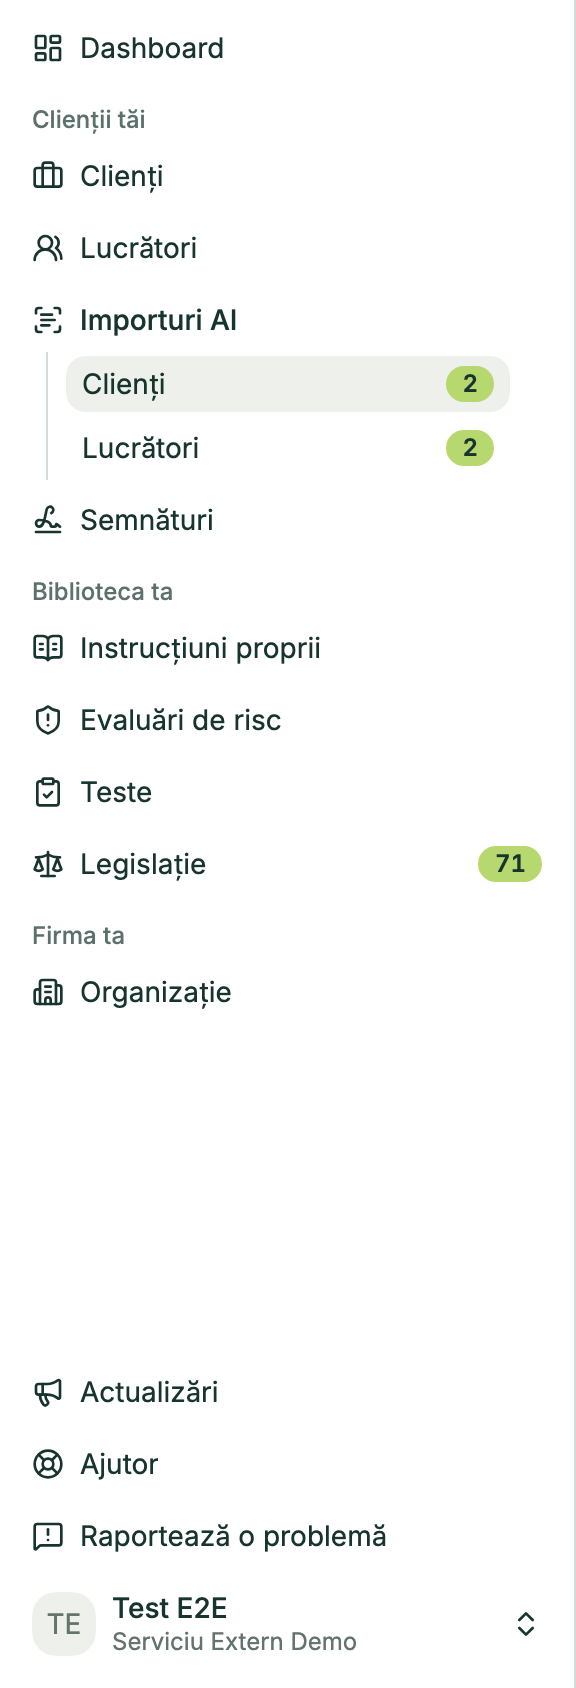 Dashboard
Clienții tăi
Clienți
Lucrători
Importuri AI
Clienți 2
Lucrători 2
Semnături
Biblioteca ta
Instrucțiuni proprii
Evaluări de risc
Teste
Legislație 71
Firma ta
Organizație
Actualizări
Ajutor
Raportează o problemă
TE Test E2E
Serviciu Extern Demo